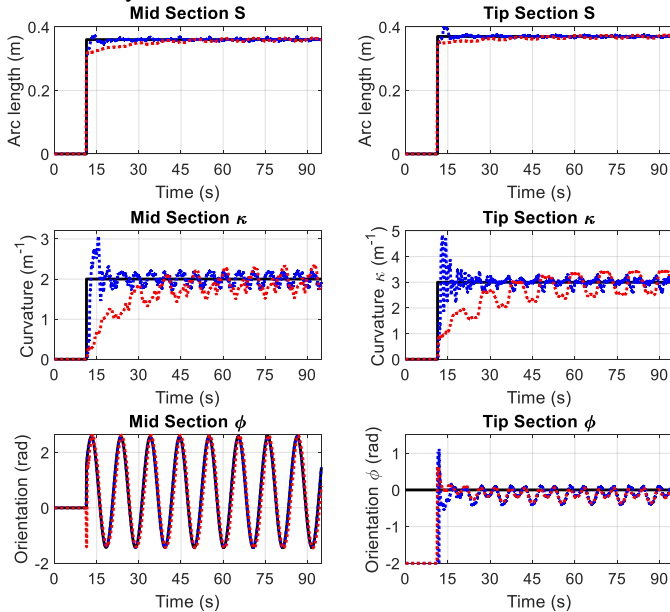 Mid Section S
Arc length (m)
0.4
0.2
0
0 15 30 45 60 75 90
Time (s)
Tip Section S
Arc length (m)
0.4
0.2
0
0 15 30 45 60 75 90
Time (s)
Mid Section κ
Curvature (m⁻¹)
3
2
1
0
0 15 30 45 60 75 90
Time (s)
Tip Section κ
Curvature κ (m⁻¹)
5
4
3
2
1
0
0 15 30 45 60 75 90
Time (s)
Mid Section ϕ
Orientation (rad)
2
0
-2
0 15 30 45 60 75 90
Time (s)
Tip Section ϕ
Orientation ϕ (rad)
1
0
-1
-2
0 15 30 45 60 75 90
Time (s)